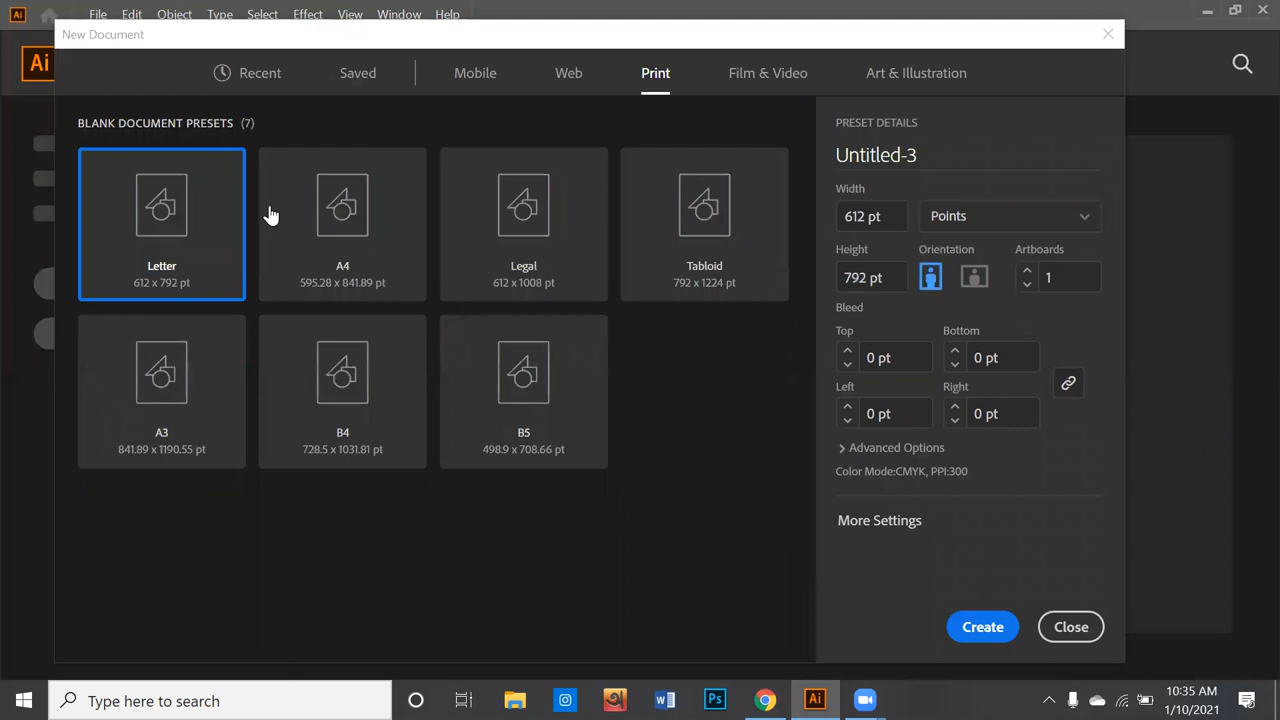 Ai File Edit Object Type Select Effect View Window Help
New Document
Ai
Recent Saved Mobile Web Print Film & Video Art & Illustration
BLANK DOCUMENT PRESETS (7)
Letter
612 x 792 pt
A4
595.28 x 841.89 pt
Legal
612 x 1008 pt
Tabloid
792 x 1224 pt
A3
841.89 x 1190.55 pt
B4
728.5 x 1031.81 pt
B5
498.9 x 708.66 pt
PRESET DETAILS
Untitled-3
Width
612 pt Points
Height Orientation Artboards
792 pt 1
Bleed
Top Bottom
0 pt 0 pt
Left Right
0 pt 0 pt
Advanced Options
Color Mode:CMYK, PPI:300
More Settings
Create Close
Type here to search
W Ps Ai
10:35 AM
1/10/2021